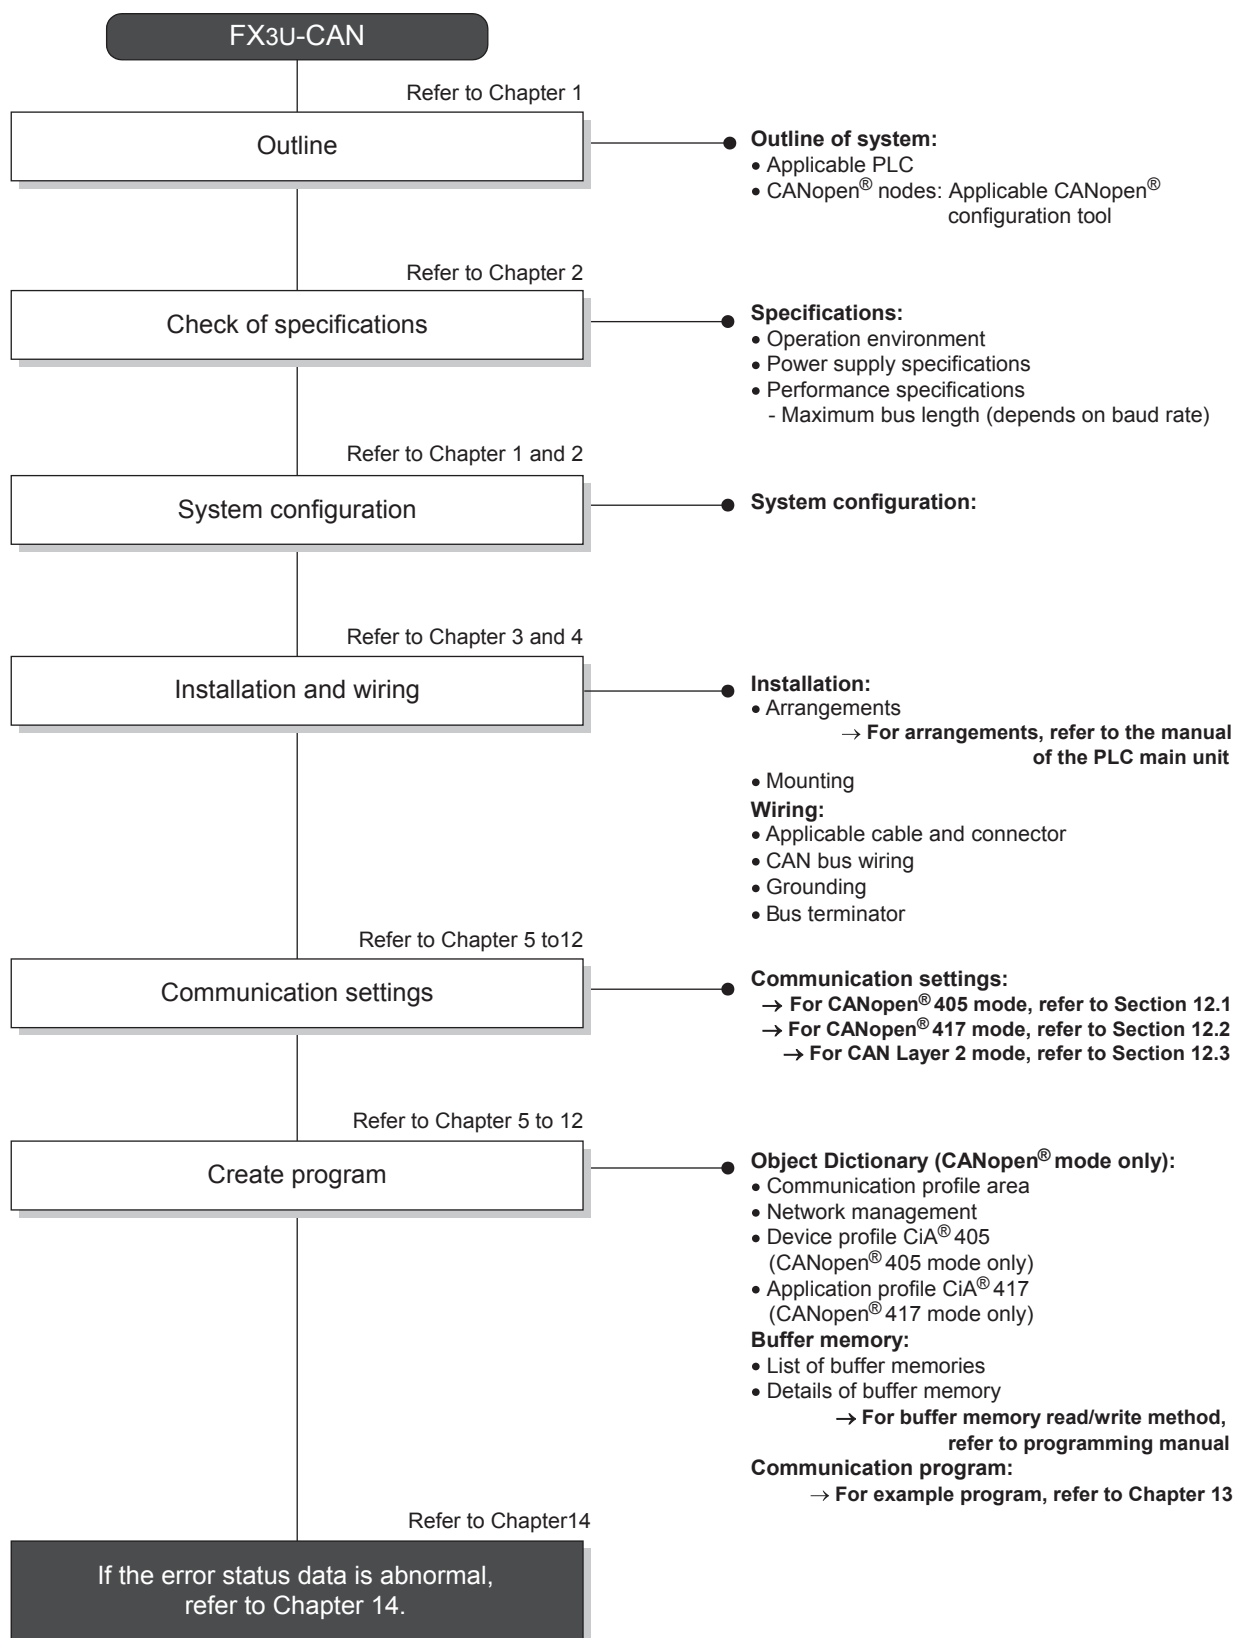 FX3U-CAN
Refer to Chapter 1
Outline
Outline of system:
• Applicable PLC
• CANopen® nodes: Applicable CANopen®
configuration tool
Refer to Chapter 2
Check of specifications
Specifications:
• Operation environment
• Power supply specifications
• Performance specifications
- Maximum bus length (depends on baud rate)
Refer to Chapter 1 and 2
System configuration
System configuration:
Refer to Chapter 3 and 4
Installation and wiring
Installation:
• Arrangements
→ For arrangements, refer to the manual
of the PLC main unit
• Mounting
Wiring:
• Applicable cable and connector
• CAN bus wiring
• Grounding
• Bus terminator
Refer to Chapter 5 to12
Communication settings
Communication settings:
→ For CANopen® 405 mode, refer to Section 12.1
→ For CANopen® 417 mode, refer to Section 12.2
→ For CAN Layer 2 mode, refer to Section 12.3
Refer to Chapter 5 to 12
Create program
Object Dictionary (CANopen® mode only):
• Communication profile area
• Network management
• Device profile CiA® 405
(CANopen® 405 mode only)
• Application profile CiA® 417
(CANopen® 417 mode only)
Buffer memory:
• List of buffer memories
• Details of buffer memory
→ For buffer memory read/write method,
refer to programming manual
Communication program:
→ For example program, refer to Chapter 13
Refer to Chapter14
If the error status data is abnormal,
refer to Chapter 14.